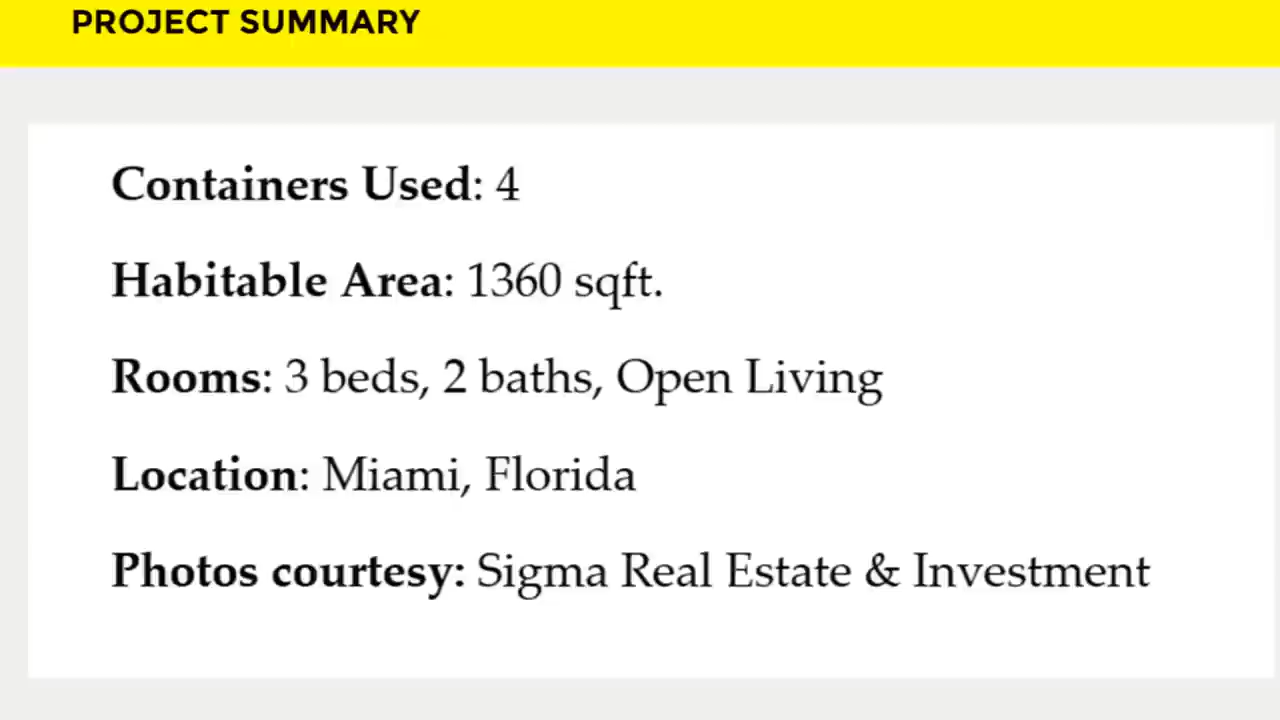 PROJECT SUMMARY
Containers Used: 4
Habitable Area: 1360 sqft.
Rooms: 3 beds, 2 baths, Open Living
Location: Miami, Florida
Photos courtesy: Sigma Real Estate & Investment